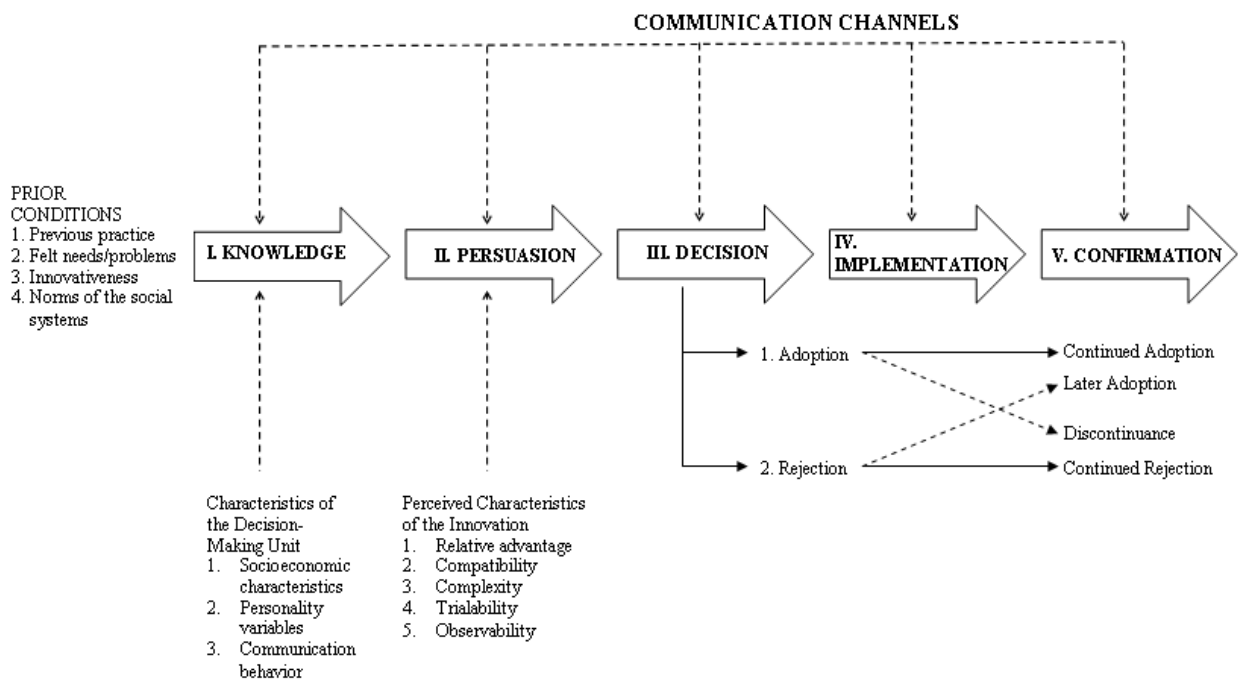 COMMUNICATION CHANNELS
PRIOR
CONDITIONS
1. Previous practice
2. Felt needs/problems
3. Innovativeness
4. Norms of the social
systems
I. KNOWLEDGE
II. PERSUASION
III. DECISION
IV.
IMPLEMENTATION
V. CONFIRMATION
1. Adoption
2. Rejection
Continued Adoption
Later Adoption
Discontinuance
Continued Rejection
Characteristics of
the Decision-
Making Unit
1. Socioeconomic
characteristics
2. Personality
variables
3. Communication
behavior
Perceived Characteristics
of the Innovation
1. Relative advantage
2. Compatibility
3. Complexity
4. Trialability
5. Observability